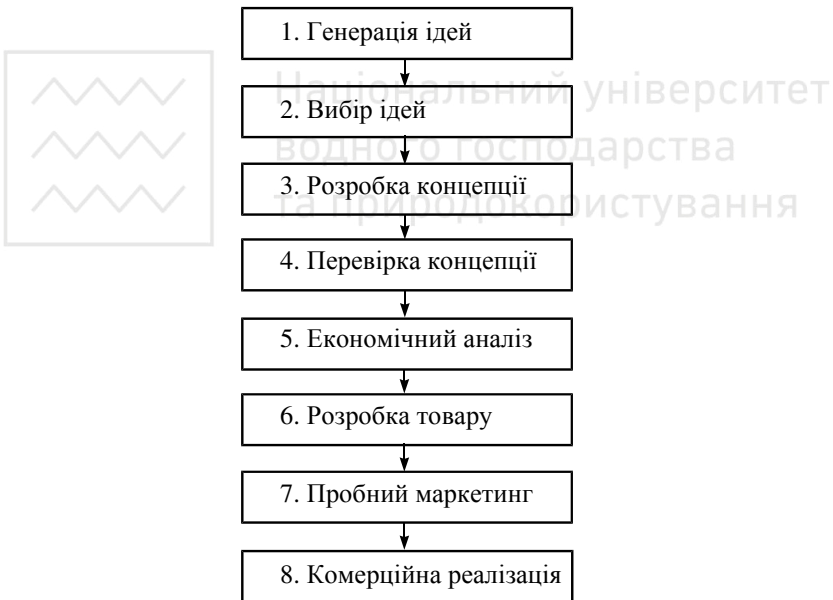 1. Генерація ідей
Національний університет
2. Вибір ідей
водного господарства
3. Розробка концепції
та природокористування
4. Перевірка концепції
5. Економічний аналіз
6. Розробка товару
7. Пробний маркетинг
8. Комерційна реалізація